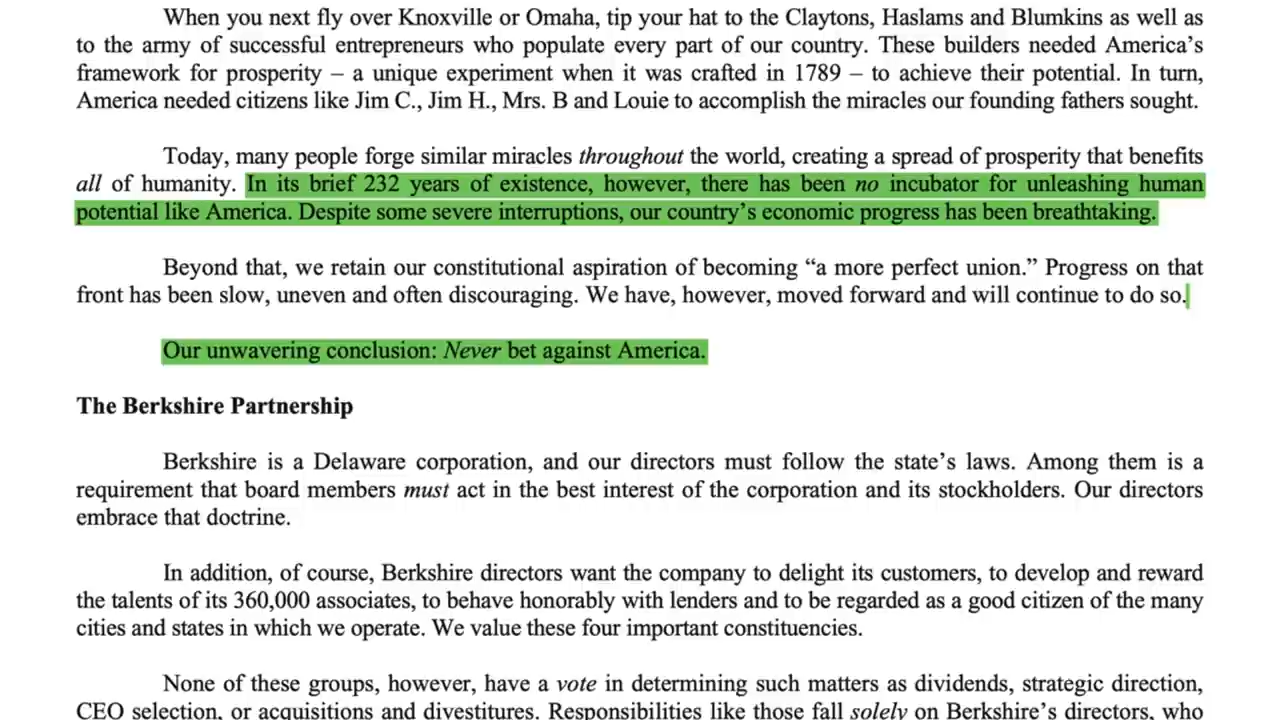 When you next fly over Knoxville or Omaha, tip your hat to the Claytons, Haslams and Blumkins as well as
to the army of successful entrepreneurs who populate every part of our country. These builders needed America’s
framework for prosperity – a unique experiment when it was crafted in 1789 – to achieve their potential. In turn,
America needed citizens like Jim C., Jim H., Mrs. B and Louie to accomplish the miracles our founding fathers sought.
Today, many people forge similar miracles throughout the world, creating a spread of prosperity that benefits
all of humanity. In its brief 232 years of existence, however, there has been no incubator for unleashing human
potential like America. Despite some severe interruptions, our country’s economic progress has been breathtaking.
Beyond that, we retain our constitutional aspiration of becoming “a more perfect union.” Progress on that
front has been slow, uneven and often discouraging. We have, however, moved forward and will continue to do so.
Our unwavering conclusion: Never bet against America.
The Berkshire Partnership
Berkshire is a Delaware corporation, and our directors must follow the state’s laws. Among them is a
requirement that board members must act in the best interest of the corporation and its stockholders. Our directors
embrace that doctrine.
In addition, of course, Berkshire directors want the company to delight its customers, to develop and reward
the talents of its 360,000 associates, to behave honorably with lenders and to be regarded as a good citizen of the many
cities and states in which we operate. We value these four important constituencies.
None of these groups, however, have a vote in determining such matters as dividends, strategic direction,
CEO selection, or acquisitions and divestitures. Responsibilities like those fall solely on Berkshire’s directors, who